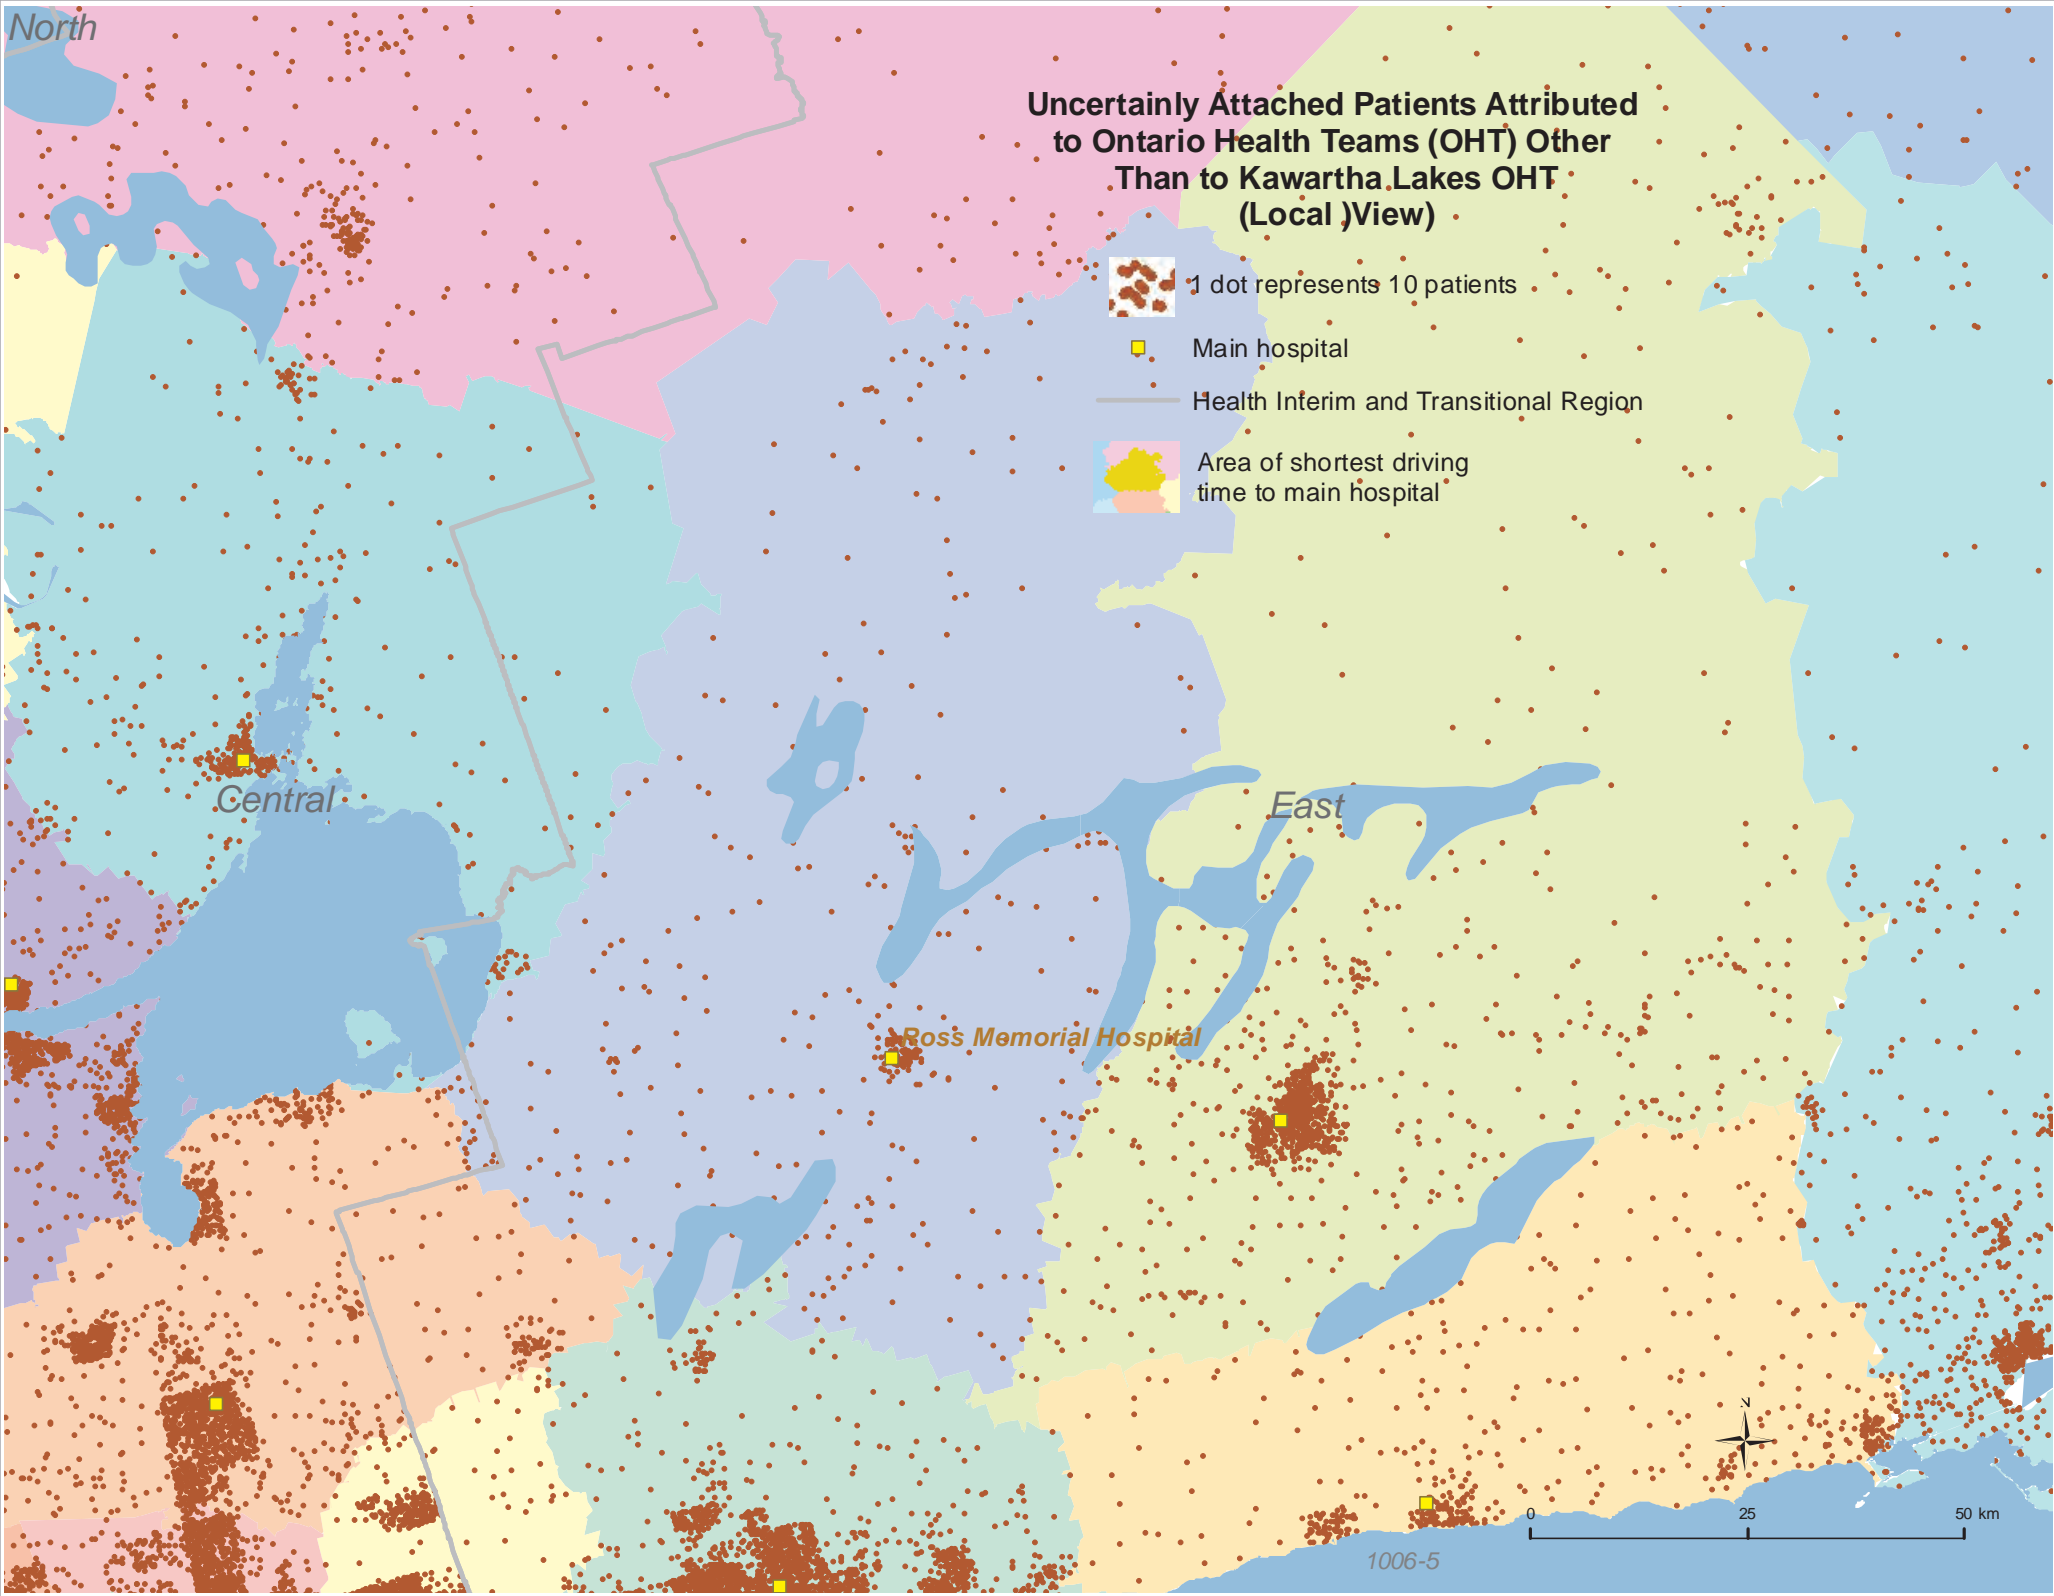 North
Uncertainly Attached Patients Attributed
to Ontario Health Teams (OHT) Other
Than to Kawartha Lakes OHT
(Local )View)
1 dot represents 10 patients
Main hospital
Health Interim and Transitional Region
Area of shortest driving
time to main hospital
Central
East
Ross Memorial Hospital
N
0 25 50 km
1006-5